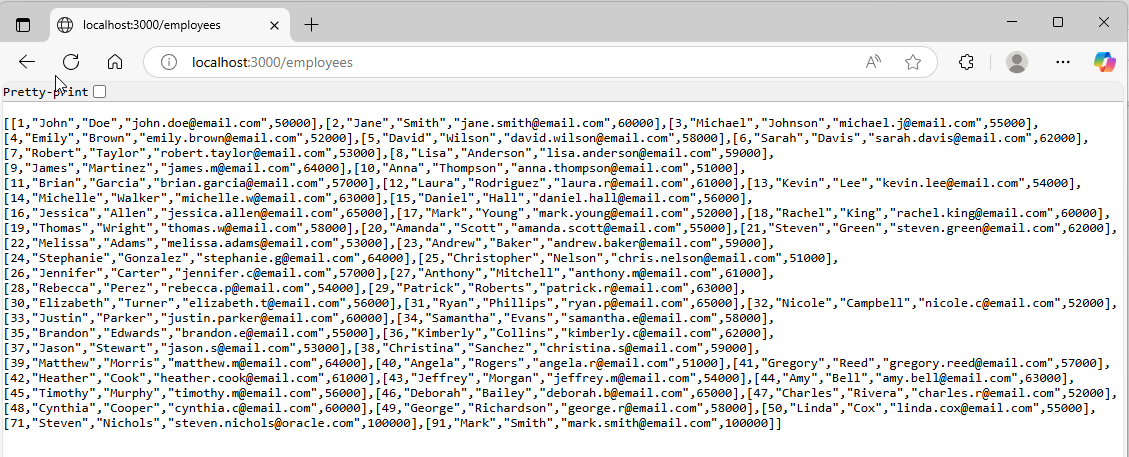 localhost:3000/employees
localhost:3000/employees
Pretty-print
[[1,"John","Doe","john.doe@email.com",50000],[2,"Jane","Smith","jane.smith@email.com",60000],[3,"Michael","Johnson","michael.j@email.com",55000],
[4,"Emily","Brown","emily.brown@email.com",52000],[5,"David","Wilson","david.wilson@email.com",58000],[6,"Sarah","Davis","sarah.davis@email.com",62000],
[7,"Robert","Taylor","robert.taylor@email.com",53000],[8,"Lisa","Anderson","lisa.anderson@email.com",59000],
[9,"James","Martinez","james.m@email.com",64000],[10,"Anna","Thompson","anna.thompson@email.com",51000],
[11,"Brian","Garcia","brian.garcia@email.com",57000],[12,"Laura","Rodriguez","laura.r@email.com",61000],[13,"Kevin","Lee","kevin.lee@email.com",54000],
[14,"Michelle","Walker","michelle.w@email.com",63000],[15,"Daniel","Hall","daniel.hall@email.com",56000],
[16,"Jessica","Allen","jessica.allen@email.com",65000],[17,"Mark","Young","mark.young@email.com",52000],[18,"Rachel","King","rachel.king@email.com",60000],
[19,"Thomas","Wright","thomas.w@email.com",58000],[20,"Amanda","Scott","amanda.scott@email.com",55000],[21,"Steven","Green","steven.green@email.com",62000],
[22,"Melissa","Adams","melissa.adams@email.com",53000],[23,"Andrew","Baker","andrew.baker@email.com",59000],
[24,"Stephanie","Gonzalez","stephanie.g@email.com",64000],[25,"Christopher","Nelson","chris.nelson@email.com",51000],
[26,"Jennifer","Carter","jennifer.c@email.com",57000],[27,"Anthony","Mitchell","anthony.m@email.com",61000],
[28,"Rebecca","Perez","rebecca.p@email.com",54000],[29,"Patrick","Roberts","patrick.r@email.com",63000],
[30,"Elizabeth","Turner","elizabeth.t@email.com",56000],[31,"Ryan","Phillips","ryan.p@email.com",65000],[32,"Nicole","Campbell","nicole.c@email.com",52000],
[33,"Justin","Parker","justin.parker@email.com",60000],[34,"Samantha","Evans","samantha.e@email.com",58000],
[35,"Brandon","Edwards","brandon.e@email.com",55000],[36,"Kimberly","Collins","kimberly.c@email.com",62000],
[37,"Jason","Stewart","jason.s@email.com",53000],[38,"Christina","Sanchez","christina.s@email.com",59000],
[39,"Matthew","Morris","matthew.m@email.com",64000],[40,"Angela","Rogers","angela.r@email.com",51000],[41,"Gregory","Reed","gregory.reed@email.com",57000],
[42,"Heather","Cook","heather.cook@email.com",61000],[43,"Jeffrey","Morgan","jeffrey.m@email.com",54000],[44,"Amy","Bell","amy.bell@email.com",63000],
[45,"Timothy","Murphy","timothy.m@email.com",56000],[46,"Deborah","Bailey","deborah.b@email.com",65000],[47,"Charles","Rivera","charles.r@email.com",52000],
[48,"Cynthia","Cooper","cynthia.c@email.com",60000],[49,"George","Richardson","george.r@email.com",58000],[50,"Linda","Cox","linda.cox@email.com",55000],
[71,"Steven","Nichols","steven.nichols@oracle.com",100000],[91,"Mark","Smith","mark.smith@email.com",100000]]